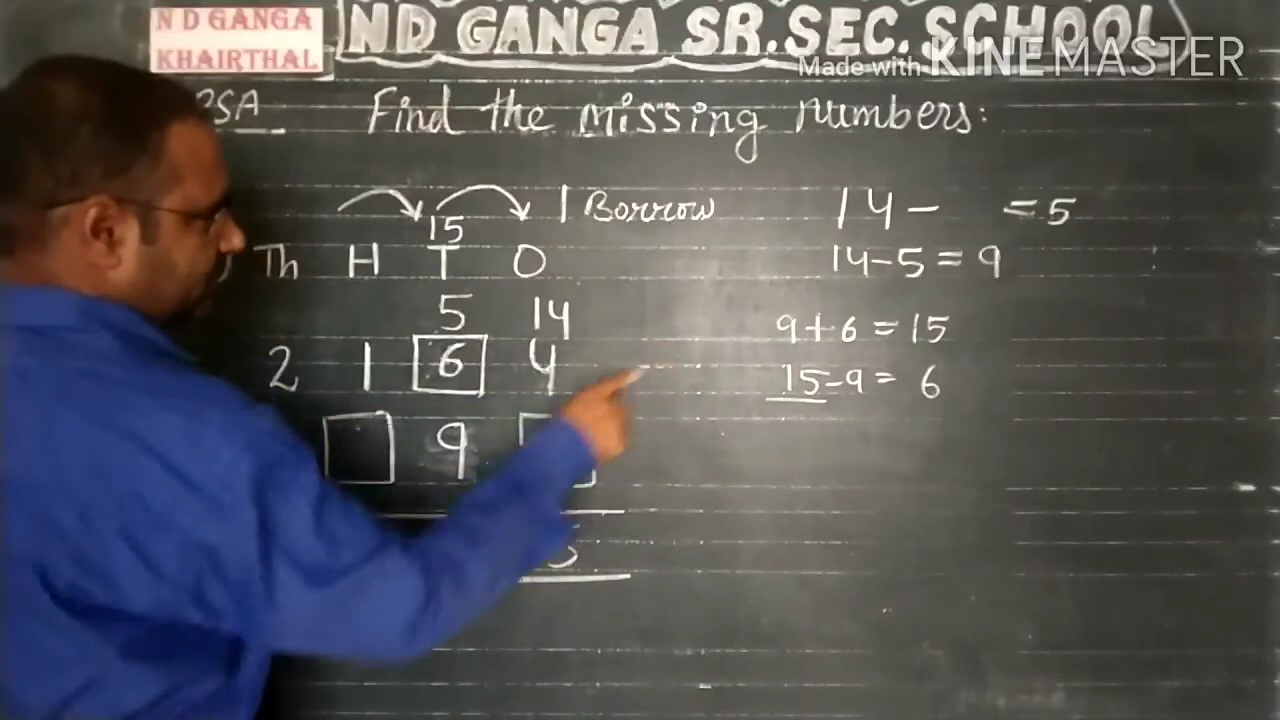 N D GANGA
KHAIRTHAL
ND GANGA SR. SEC. SCHOOL
Made with KINEMASTER
Find the missing numbers:
1 Borrow
15
Th H T O
5 14
2 1 6 4
9
14 - = 5
14-5 = 9
9+6 = 15
15-9 = 6